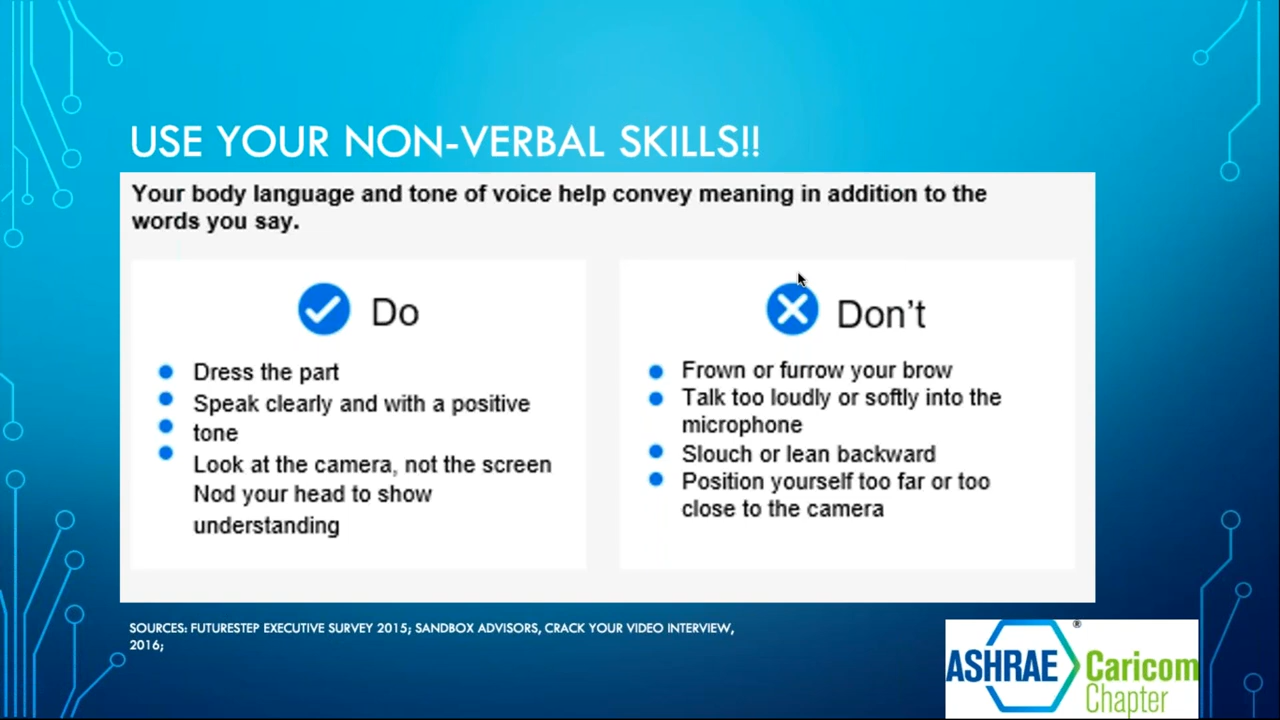 USE YOUR NON-VERBAL SKILLS!!
Your body language and tone of voice help convey meaning in addition to the
words you say.
Do
Dress the part
Speak clearly and with a positive
tone
Look at the camera, not the screen
Nod your head to show
understanding
Don't
Frown or furrow your brow
Talk too loudly or softly into the
microphone
Slouch or lean backward
Position yourself too far or too
close to the camera
SOURCES: FUTURESTEP EXECUTIVE SURVEY 2015; SANDBOX ADVISORS, CRACK YOUR VIDEO INTERVIEW,
2016;
ASHRAE® Caricom
Chapter